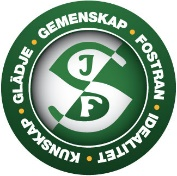 GLÄDJE · GEMENSKAP · FOSTRAN · IDEALITET · KUNSKAP ·
J
S
F